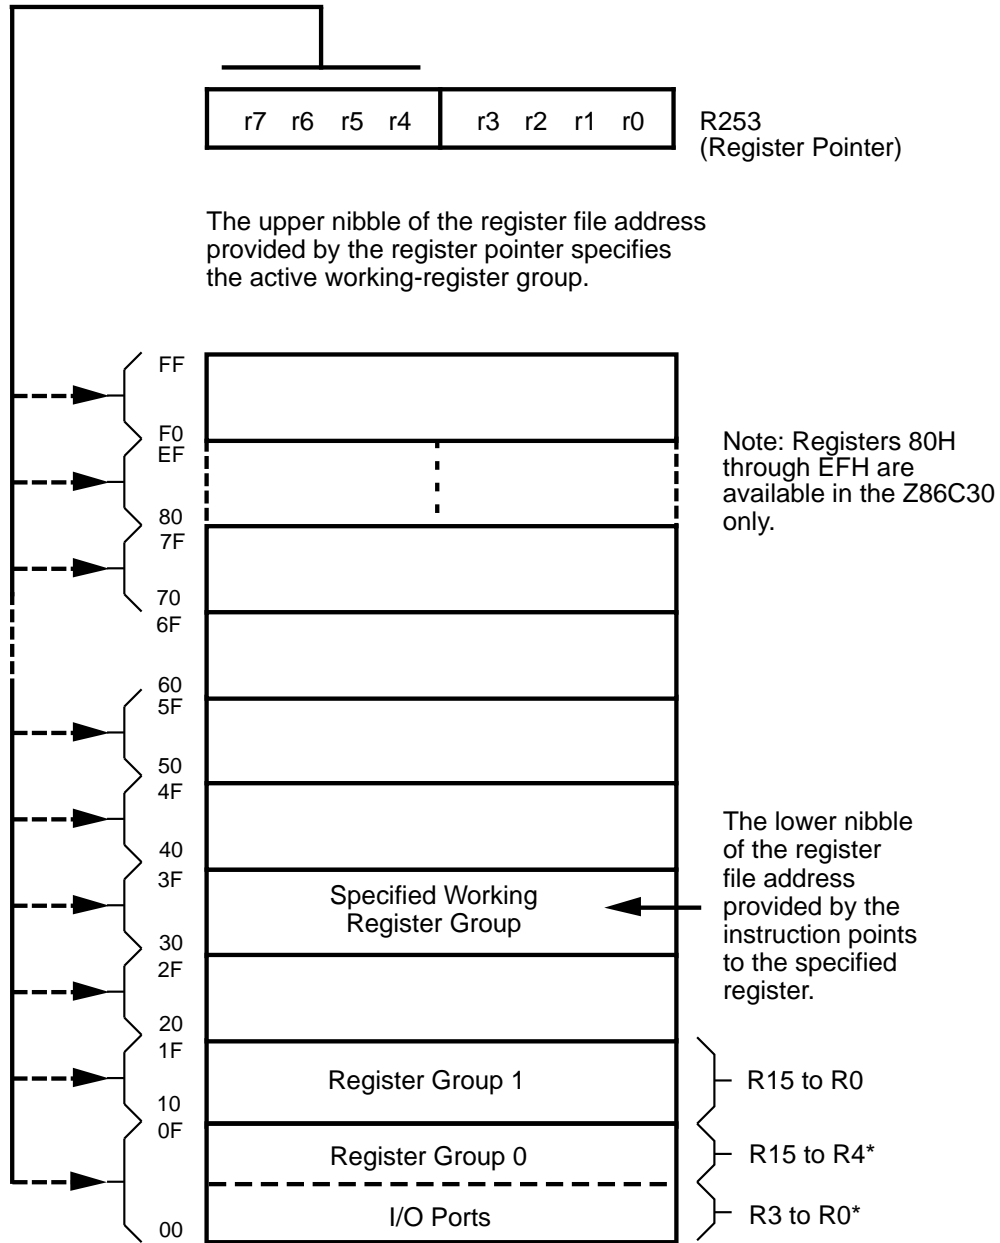 r7 r6 r5 r4 r3 r2 r1 r0
R253
(Register Pointer)
The upper nibble of the register file address
provided by the register pointer specifies
the active working-register group.
FF
F0
EF
80
7F
70
6F
60
5F
50
4F
40
3F
30
2F
20
1F
10
0F
00
Note: Registers 80H
through EFH are
available in the Z86C30
only.
Specified Working
Register Group
The lower nibble
of the register
file address
provided by the
instruction points
to the specified
register.
Register Group 1
R15 to R0
Register Group 0
R15 to R4*
I/O Ports
R3 to R0*